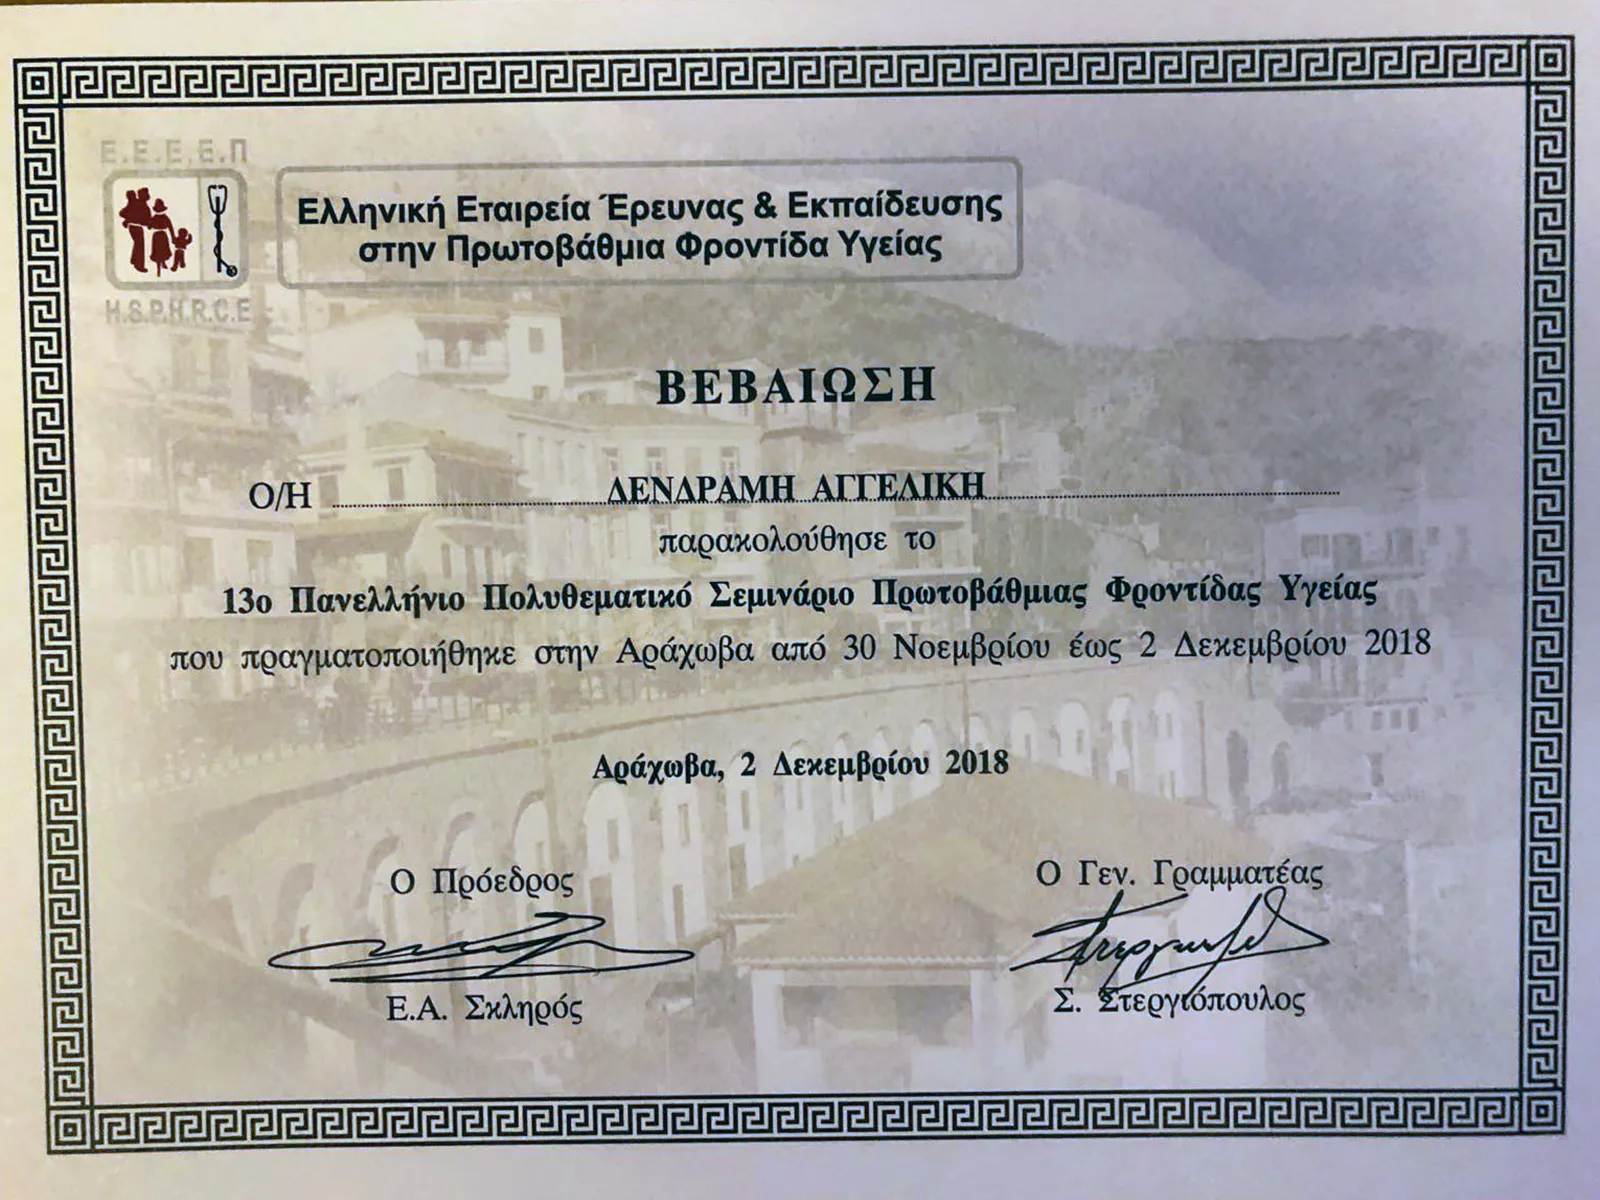 Ε.Ε.Ε.Ε.Π
Ελληνική Εταιρεία Έρευνας & Εκπαίδευσης
στην Πρωτοβάθμια Φροντίδα Υγείας
H.S.P.H.R.C.E
ΒΕΒΑΙΩΣΗ
Ο/Η ΔΕΝΔΡΑΜΗ ΑΓΓΕΛΙΚΗ
παρακολούθησε το
13ο Πανελλήνιο Πολυθεματικό Σεμινάριο Πρωτοβάθμιας Φροντίδας Υγείας
που πραγματοποιήθηκε στην Αράχωβα από 30 Νοεμβρίου έως 2 Δεκεμβρίου 2018
Αράχωβα, 2 Δεκεμβρίου 2018
Ο Πρόεδρος
Ε.Α. Σκληρός
Ο Γεν. Γραμματέας
Σ. Στεργιόπουλος